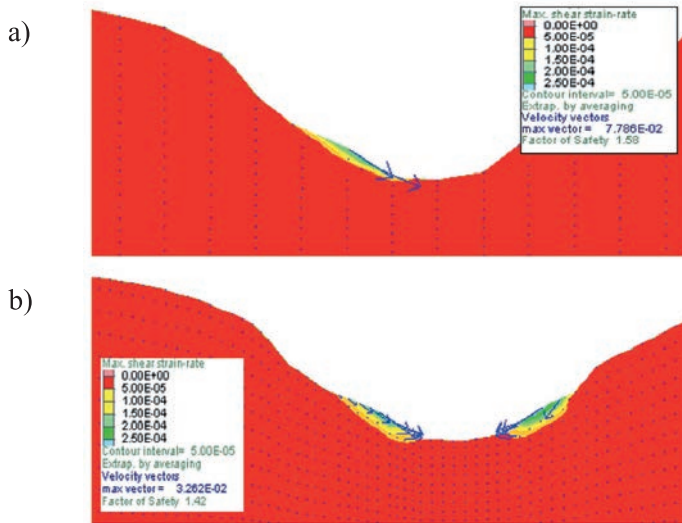 a)
Max. shear strain-rate
0.00E+00
5.00E-05
1.00E-04
1.50E-04
2.00E-04
2.50E-04
Contour interval= 5.00E-05
Extrap. by averaging
Velocity vectors
max vector = 7.786E-02
Factor of Safety 1.58
b)
Max. shear strain-rate
0.00E+00
5.00E-05
1.00E-04
1.50E-04
2.00E-04
2.50E-04
Contour interval= 5.00E-05
Extrap. by averaging
Velocity vectors
max vector = 3.262E-02
Factor of Safety 1.42